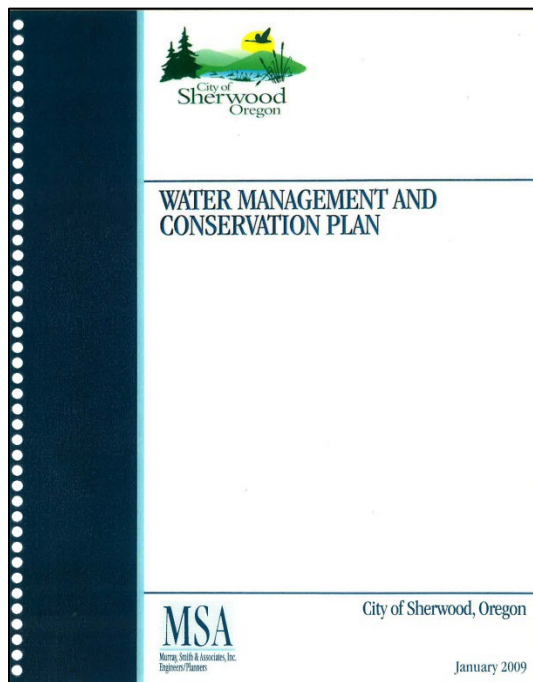 City of
Sherwood
Oregon
WATER MANAGEMENT AND
CONSERVATION PLAN
MSA
Murray, Smith & Associates, Inc.
Engineers/Planners
City of Sherwood, Oregon
January 2009